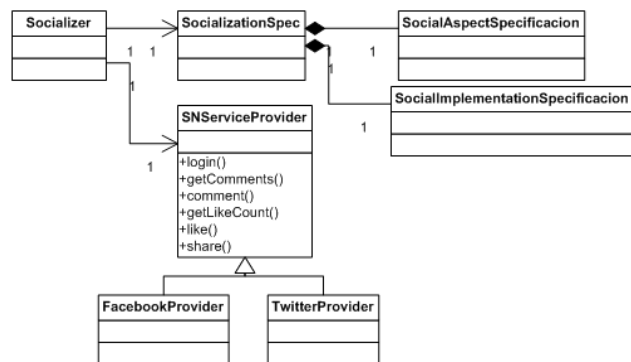 Socializer
SocializationSpec
SocialAspectSpecificacion
1
1
1
1
1
1
SocialImplementationSpecificacion
1
SNServiceProvider
1
+login()
+getComments()
+comment()
+getLikeCount()
+like()
+share()
FacebookProvider
TwitterProvider